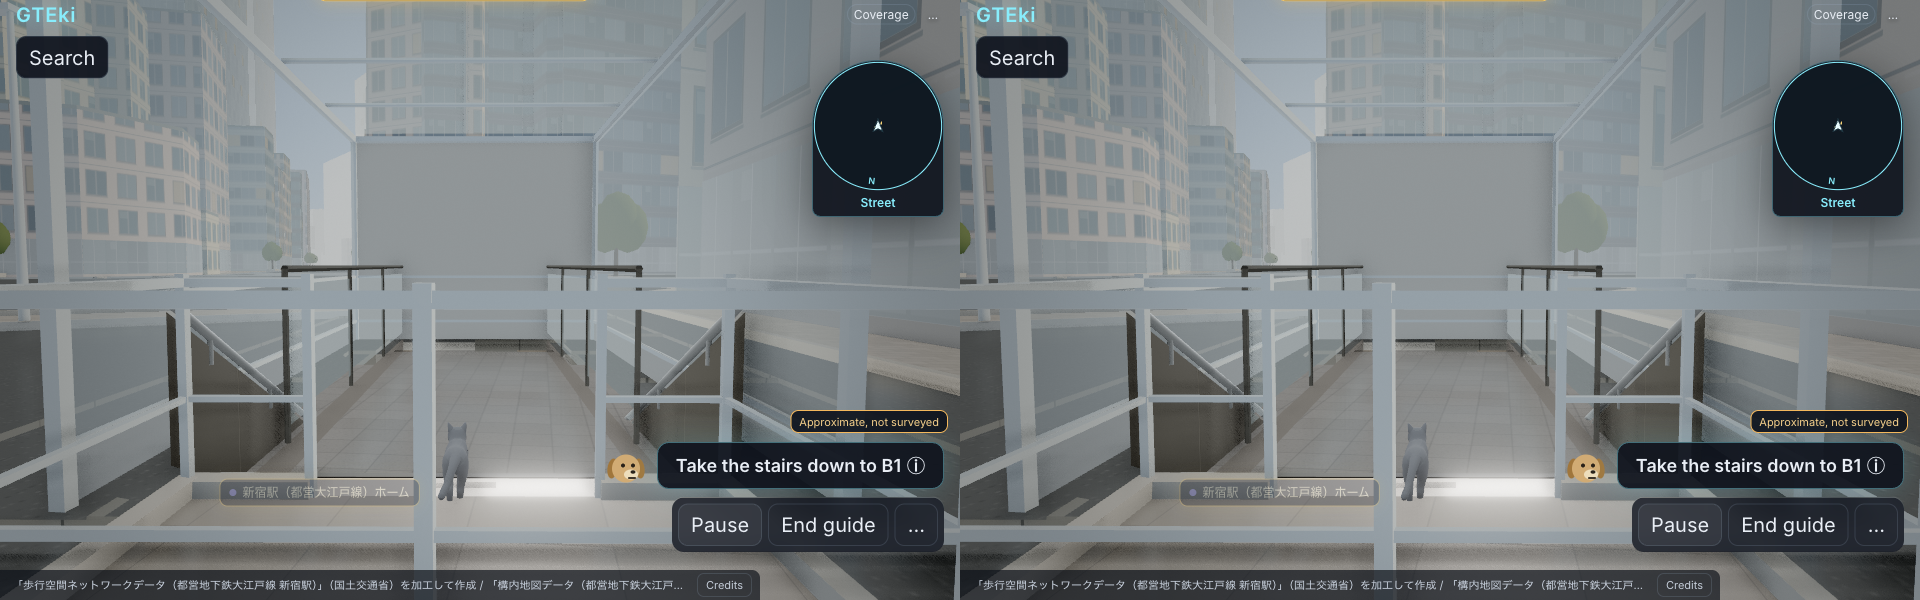 GTEki
Coverage
...
Search
N
Street
Approximate, not surveyed
Take the stairs down to B1 ⓘ
新宿駅（都営大江戸線）ホーム
Pause
End guide
...
「歩行空間ネットワークデータ（都営地下鉄大江戸線 新宿駅）」（国土交通省）を加工して作成 / 「構内地図データ（都営地下鉄大江戸...
Credits
GTEki
Coverage
...
Search
N
Street
Approximate, not surveyed
Take the stairs down to B1 ⓘ
新宿駅（都営大江戸線）ホーム
Pause
End guide
...
「歩行空間ネットワークデータ（都営地下鉄大江戸線 新宿駅）」（国土交通省）を加工して作成 / 「構内地図データ（都営地下鉄大江戸...
Credits